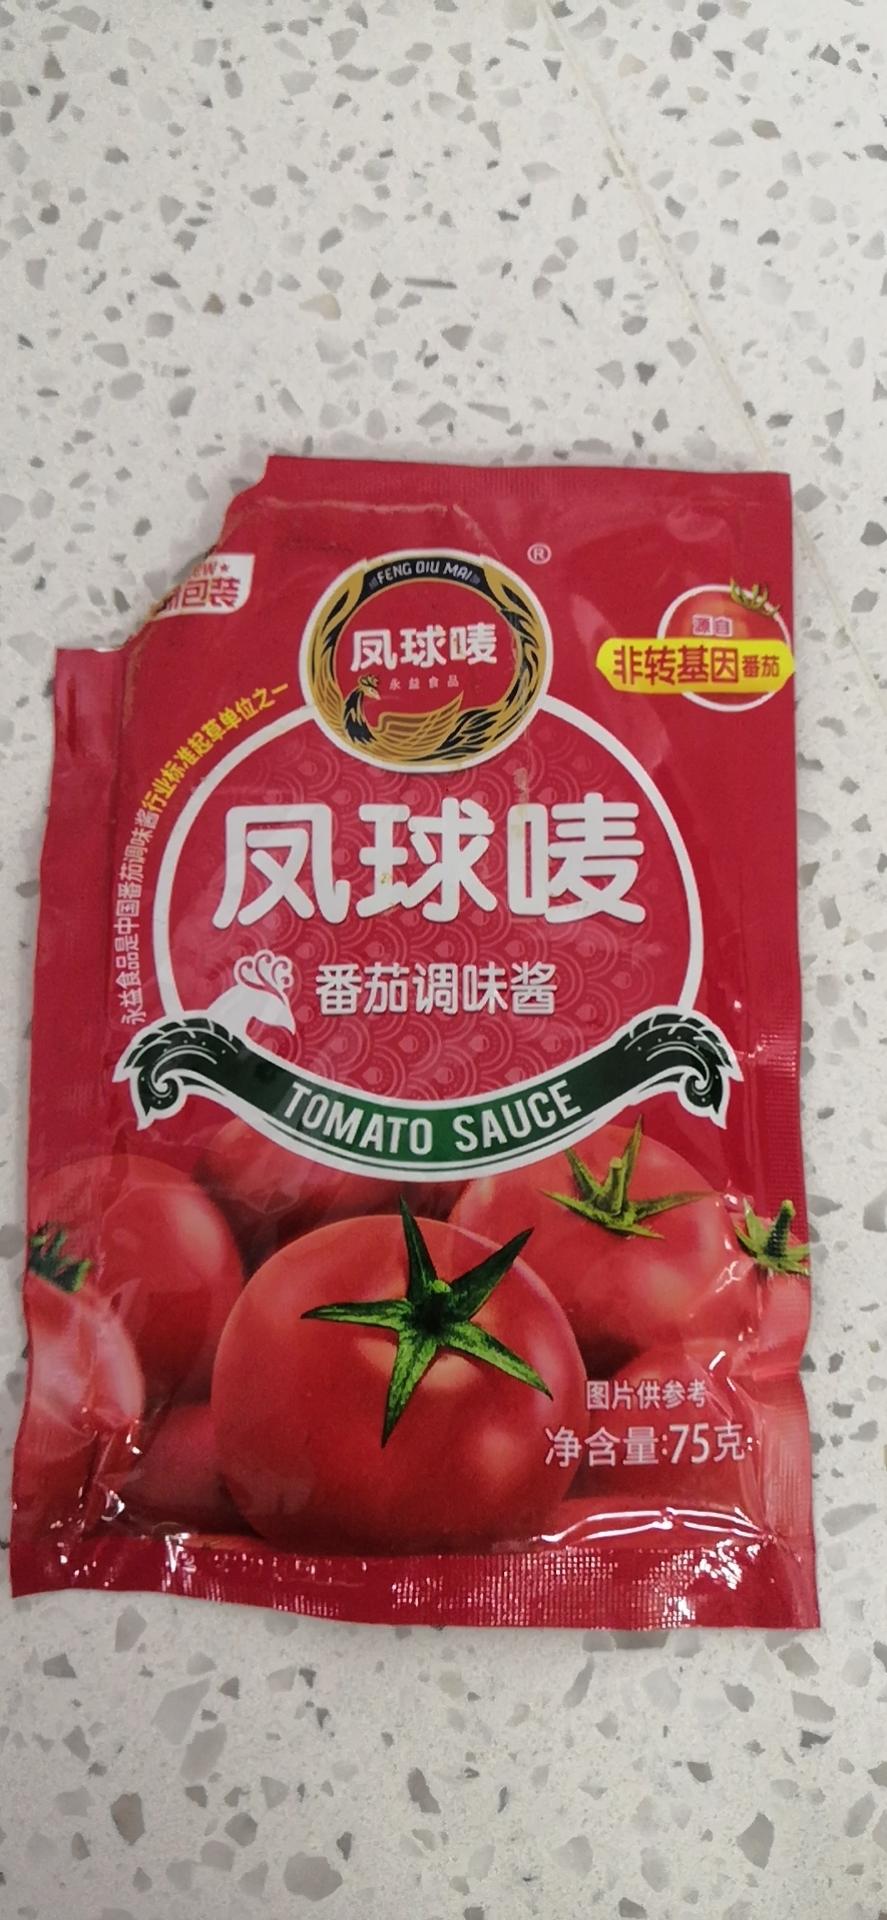 FENG QIU MAI
®
凤球唛
永益食品
包装
源自
非转基因番茄
永益食品是中国番茄调味酱行业标准起草单位之一
凤球唛
番茄调味酱
TOMATO SAUCE
图片供参考
净含量:75克